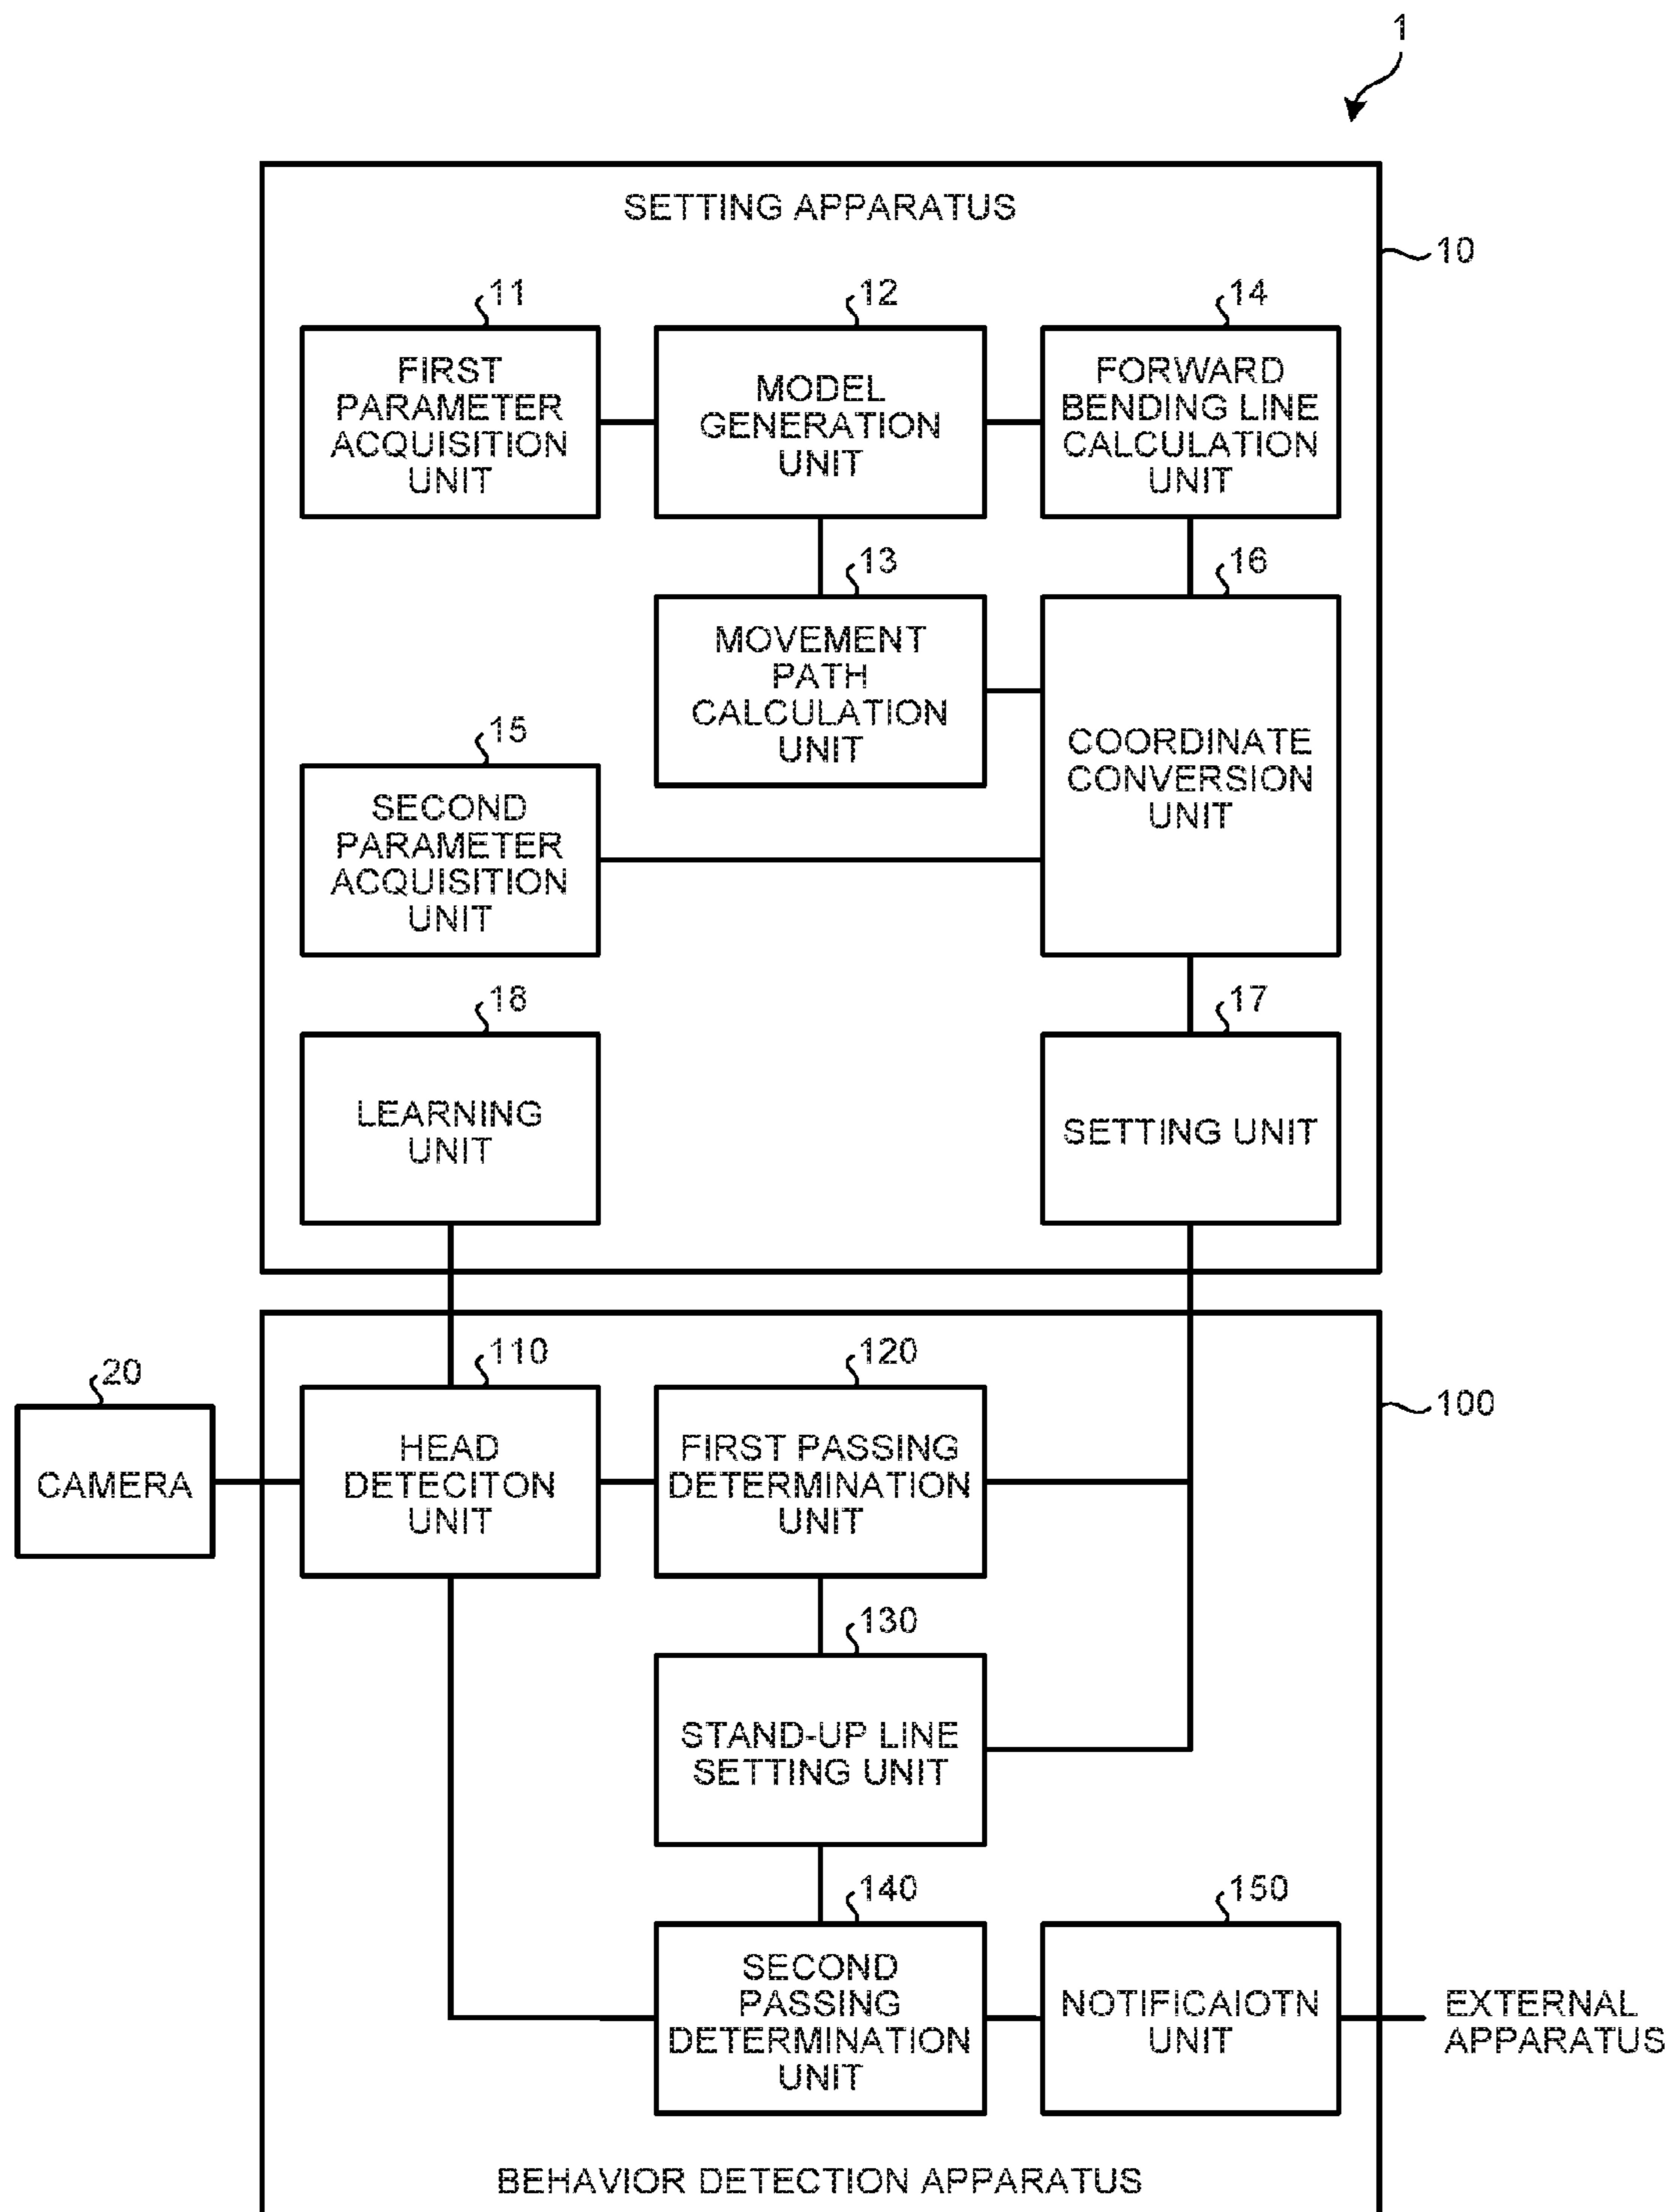 1
SETTING APPARATUS
10
11
12
14
FIRST
PARAMETER
ACQUISITION
UNIT
MODEL
GENERATION
UNIT
FORWARD
BENDING LINE
CALCULATION
UNIT
13
16
MOVEMENT
PATH
CALCULATION
UNIT
COORDINATE
CONVERSION
UNIT
15
SECOND
PARAMETER
ACQUISITION
UNIT
18
17
LEARNING
UNIT
SETTING UNIT
20
110
120
100
CAMERA
HEAD
DETECITON
UNIT
FIRST PASSING
DETERMINATION
UNIT
130
STAND-UP LINE
SETTING UNIT
140
150
SECOND
PASSING
DETERMINATION
UNIT
NOTIFICAIOTN
UNIT
EXTERNAL
APPARATUS
BEHAVIOR DETECTION APPARATUS